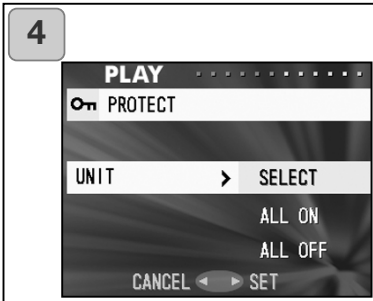 4
PLAY
PROTECT
UNIT > SELECT
ALL ON
ALL OFF
CANCEL ◀ ▶ SET